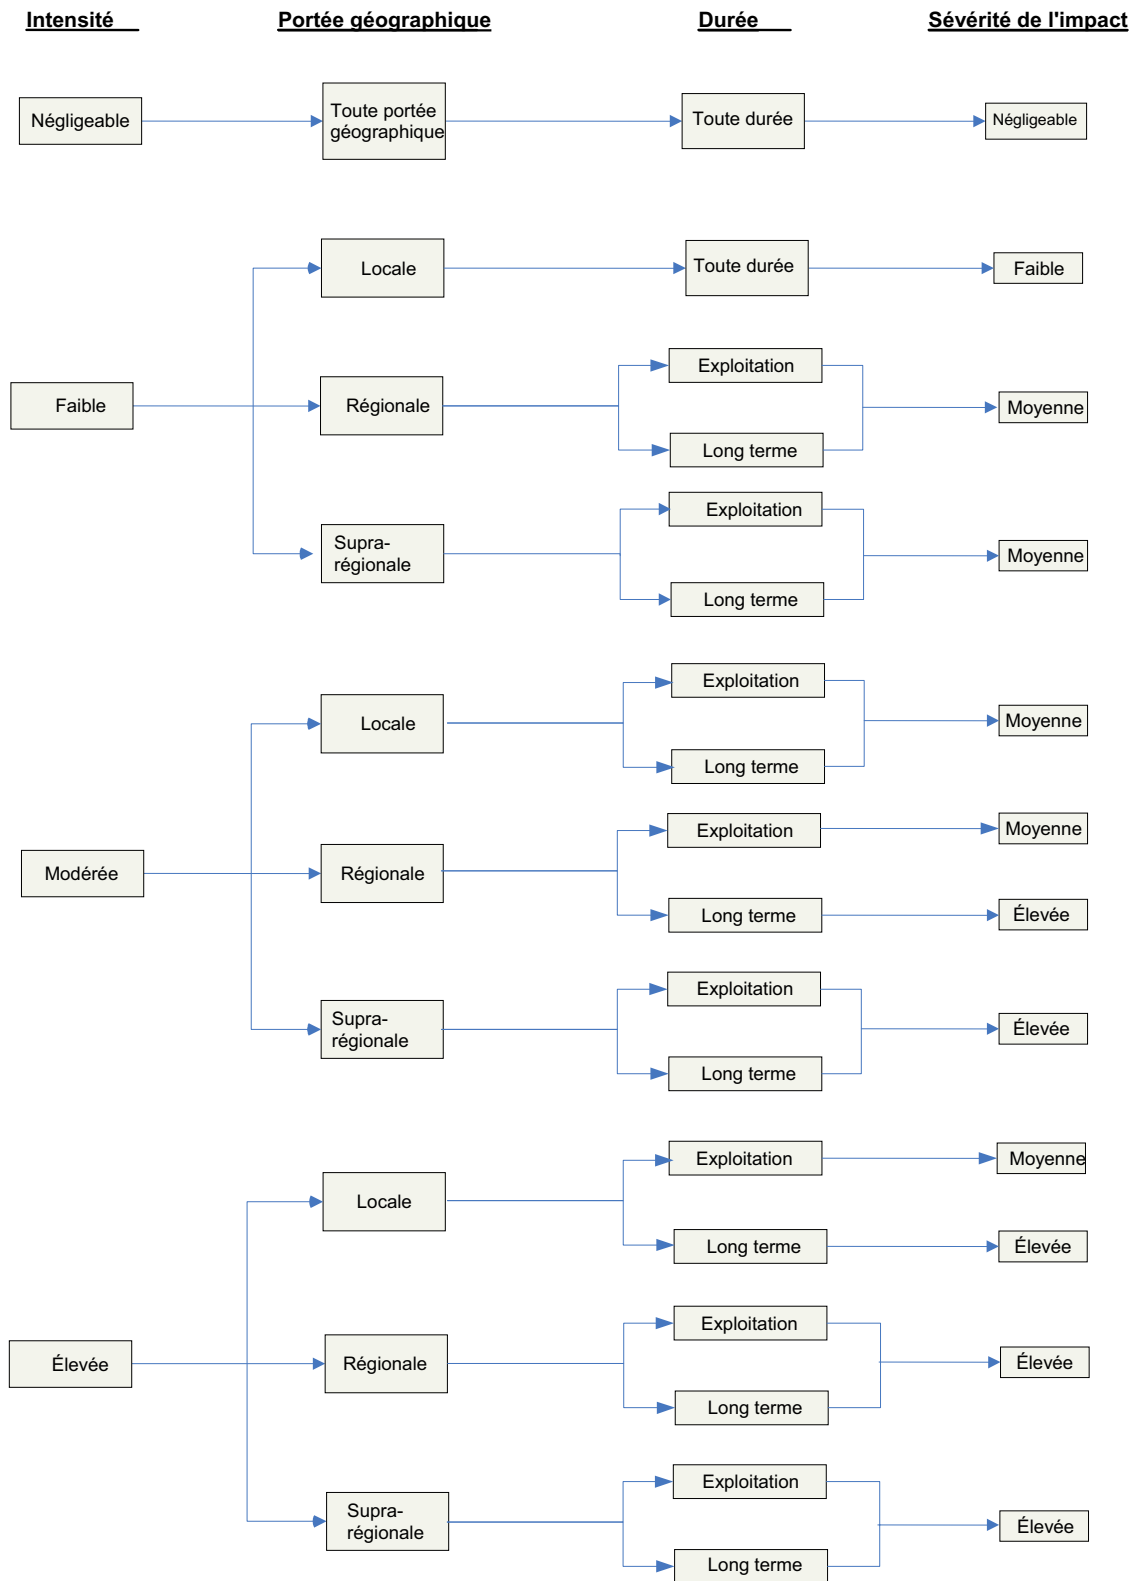 Intensité
Portée géographique
Durée
Sévérité de l'impact
Négligeable
Toute portée
géographique
Toute durée
Négligeable
Locale
Toute durée
Faible
Faible
Régionale
Exploitation
Long terme
Moyenne
Supra-
régionale
Exploitation
Long terme
Moyenne
Locale
Exploitation
Long terme
Moyenne
Modérée
Régionale
Exploitation
Moyenne
Long terme
Élevée
Supra-
régionale
Exploitation
Long terme
Élevée
Locale
Exploitation
Moyenne
Long terme
Élevée
Élevée
Régionale
Exploitation
Long terme
Élevée
Supra-
régionale
Exploitation
Long terme
Élevée